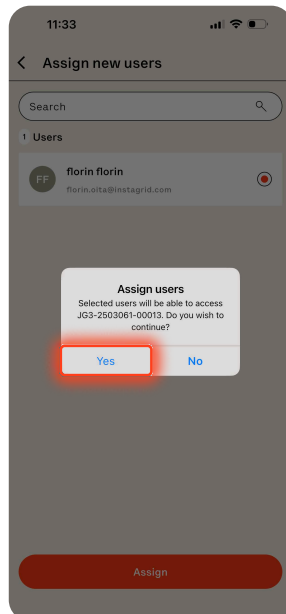 11:33
Assign new users
Search
1 Users
FF
florin florin
florin.oita@instagrid.com
Assign users
Selected users will be able to access
JG3-2503061-00013. Do you wish to
continue?
Yes
No
Assign